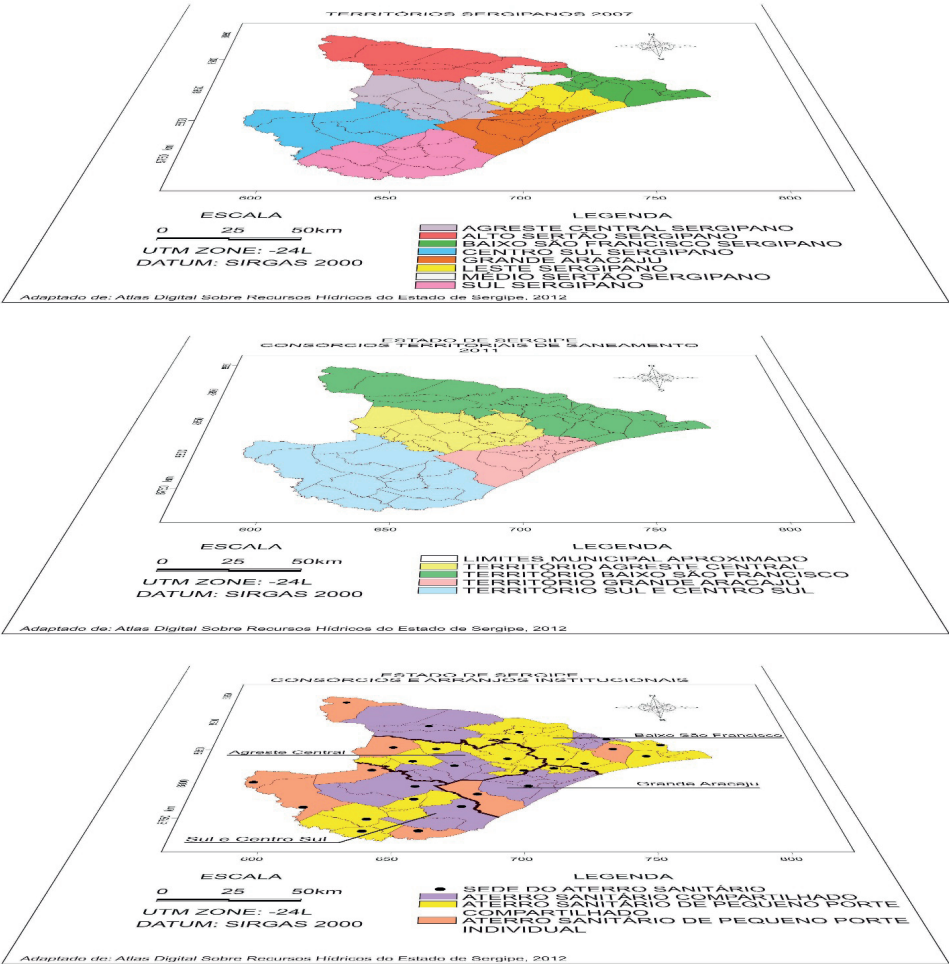 TERRITÓRIOS SERGIPANOS 2007
600 650 700 750 800
ESCALA
0 25 50km
UTM ZONE: -24L
DATUM: SIRGAS 2000
LEGENDA
AGRESTE CENTRAL SERGIPANO
ALTO SERTÃO SERGIPANO
BAIXO SÃO FRANCISCO SERGIPANO
CENTRO SUL SERGIPANO
GRANDE ARACAJU
LESTE SERGIPANO
MÉDIO SERTÃO SERGIPANO
SUL SERGIPANO
Adaptado de: Atlas Digital Sobre Recursos Hídricos do Estado de Sergipe, 2012
ESTADO DE SERGIPE
CONSÓRCIOS TERRITORIAIS DE SANEAMENTO
2011
600 650 700 750 800
ESCALA
0 25 50km
UTM ZONE: -24L
DATUM: SIRGAS 2000
LEGENDA
LIMITES MUNICIPAL APROXIMADO
TERRITÓRIO AGRESTE CENTRAL
TERRITÓRIO BAIXO SÃO FRANCISCO
TERRITÓRIO GRANDE ARACAJU
TERRITÓRIO SUL E CENTRO SUL
Adaptado de: Atlas Digital Sobre Recursos Hídricos do Estado de Sergipe, 2012
ESTADO DE SERGIPE
CONSÓRCIOS E ARRANJOS INSTITUCIONAIS
Baixo São Francisco
Agreste Central
Grande Aracaju
Sul e Centro Sul
600 650 700 750 800
ESCALA
0 25 50km
UTM ZONE: -24L
DATUM: SIRGAS 2000
LEGENDA
SEDE DO ATERRO SANITÁRIO
ATERRO SANITÁRIO COMPARTILHADO
ATERRO SANITÁRIO DE PEQUENO PORTE
COMPARTILHADO
ATERRO SANITÁRIO DE PEQUENO PORTE
INDIVIDUAL
Adaptado de: Atlas Digital Sobre Recursos Hídricos do Estado de Sergipe, 2012